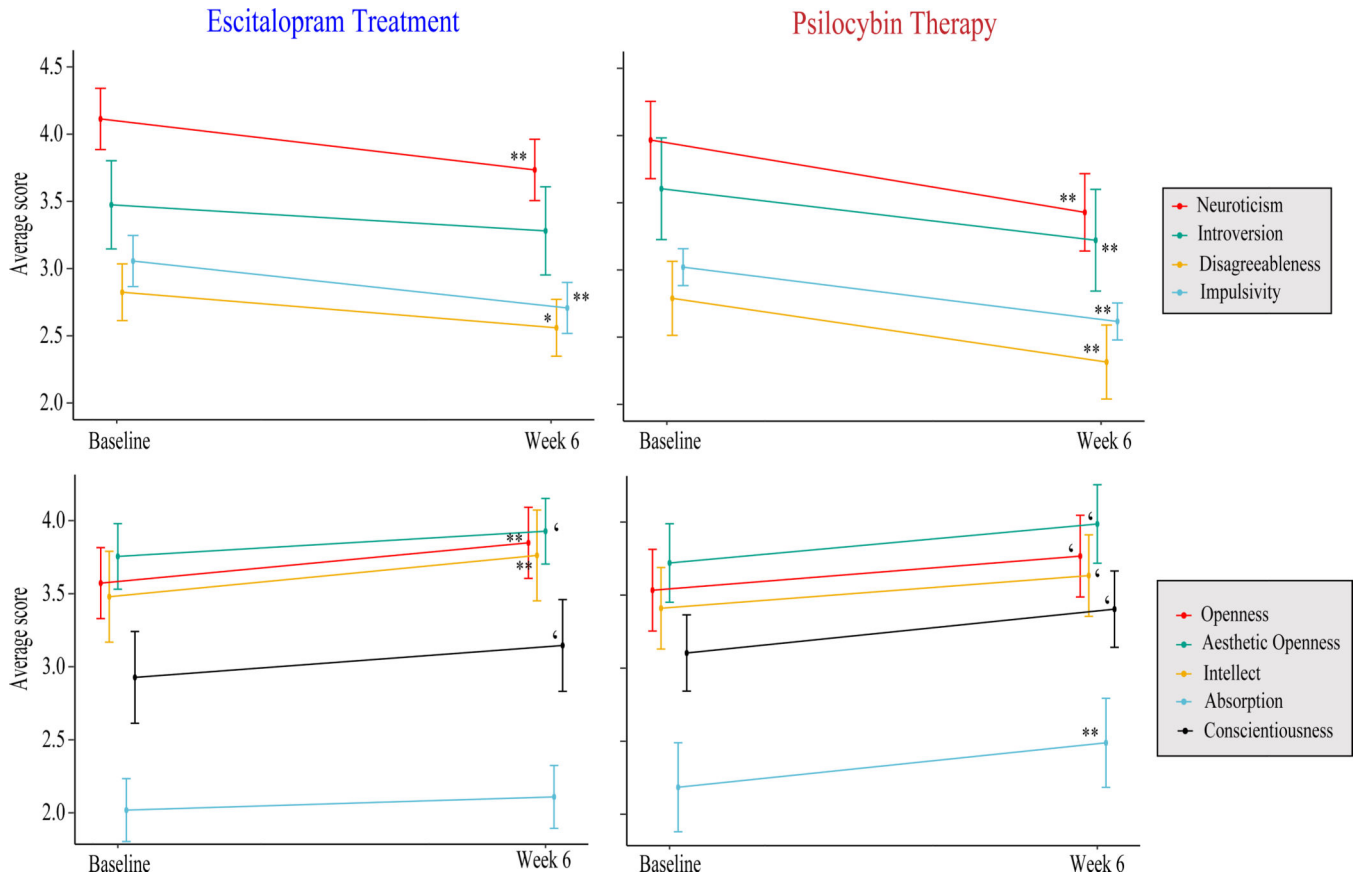 Escitalopram Treatment
Psilocybin Therapy
Average score
4.5
4.0
3.5
3.0
2.5
2.0
**
**
*
**
**
**
**
Baseline
Week 6
Baseline
Week 6
Neuroticism
Introversion
Disagreeableness
Impulsivity
Average score
4.0
3.5
3.0
2.5
2.0
**
**
‘
‘
‘
‘
‘
‘
**
Baseline
Week 6
Baseline
Week 6
Openness
Aesthetic Openness
Intellect
Absorption
Conscientiousness